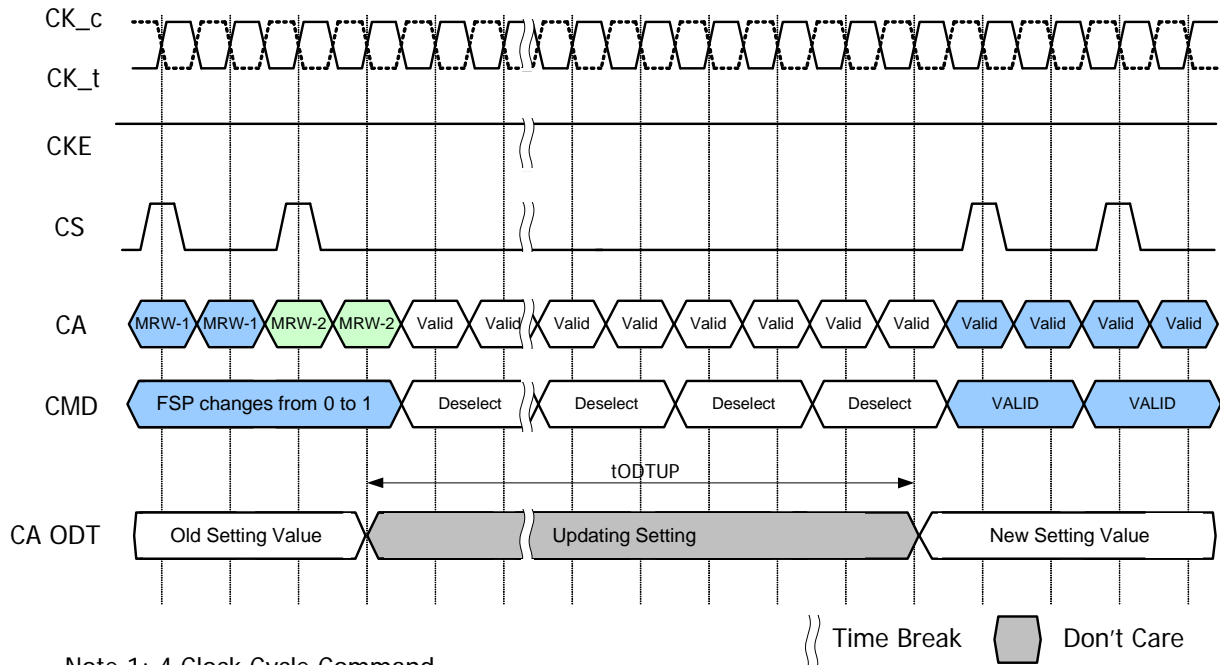 CK_c
CK_t
CKE
CS
CA MRW-1 MRW-1 MRW-2 MRW-2 Valid Valid Valid Valid Valid Valid Valid Valid Valid Valid Valid Valid
CMD FSP changes from 0 to 1 Deselect Deselect Deselect Deselect VALID VALID
tODTUP
CA ODT Old Setting Value Updating Setting New Setting Value
Time Break Don't Care
Note 1: 4 Clock Cycle Command